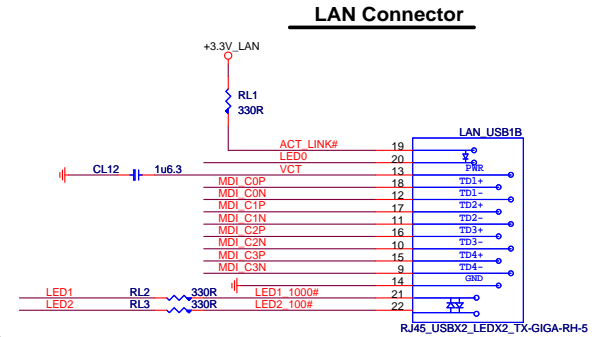 LAN Connector
+3.3V_LAN
RL1
330R
LAN_USB1B
ACT_LINK# 19
LED0 20
CL12 1u6.3 VCT 13 PWR
MDI_C0P 18 TD1+
MDI_C0N 12 TD1-
MDI_C1P 17 TD2+
MDI_C1N 11 TD2-
MDI_C2P 16 TD3+
MDI_C2N 10 TD3-
MDI_C3P 15 TD4+
MDI_C3N 9 TD4-
14 GND
LED1 RL2 330R LED1_1000# 21
LED2 RL3 330R LED2_100# 22
RJ45_USBX2_LEDX2_TX-GIGA-RH-5